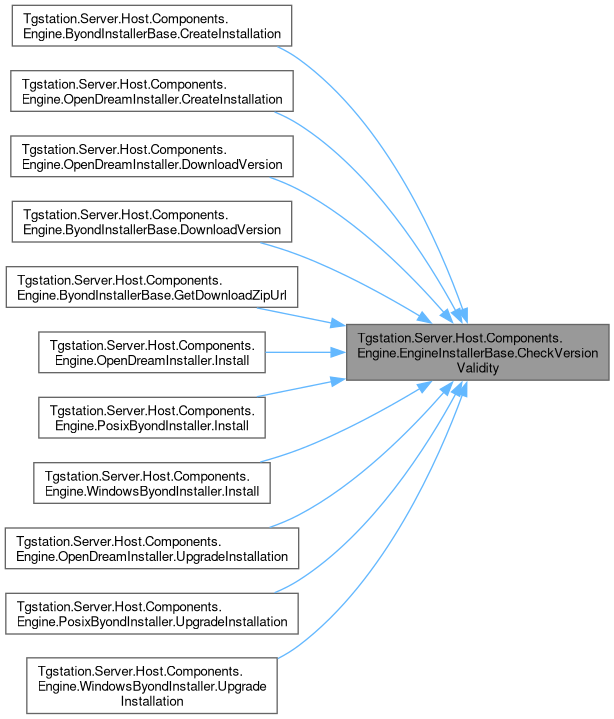 Tgstation.Server.Host.Components.
Engine.ByondInstallerBase.CreateInstallation
Tgstation.Server.Host.Components.
Engine.OpenDreamInstaller.CreateInstallation
Tgstation.Server.Host.Components.
Engine.OpenDreamInstaller.DownloadVersion
Tgstation.Server.Host.Components.
Engine.ByondInstallerBase.DownloadVersion
Tgstation.Server.Host.Components.
Engine.ByondInstallerBase.GetDownloadZipUrl
Tgstation.Server.Host.Components.
Engine.OpenDreamInstaller.Install
Tgstation.Server.Host.Components.
Engine.PosixByondInstaller.Install
Tgstation.Server.Host.Components.
Engine.WindowsByondInstaller.Install
Tgstation.Server.Host.Components.
Engine.OpenDreamInstaller.UpgradeInstallation
Tgstation.Server.Host.Components.
Engine.PosixByondInstaller.UpgradeInstallation
Tgstation.Server.Host.Components.
Engine.WindowsByondInstaller.Upgrade
Installation
Tgstation.Server.Host.Components.
Engine.EngineInstallerBase.CheckVersion
Validity